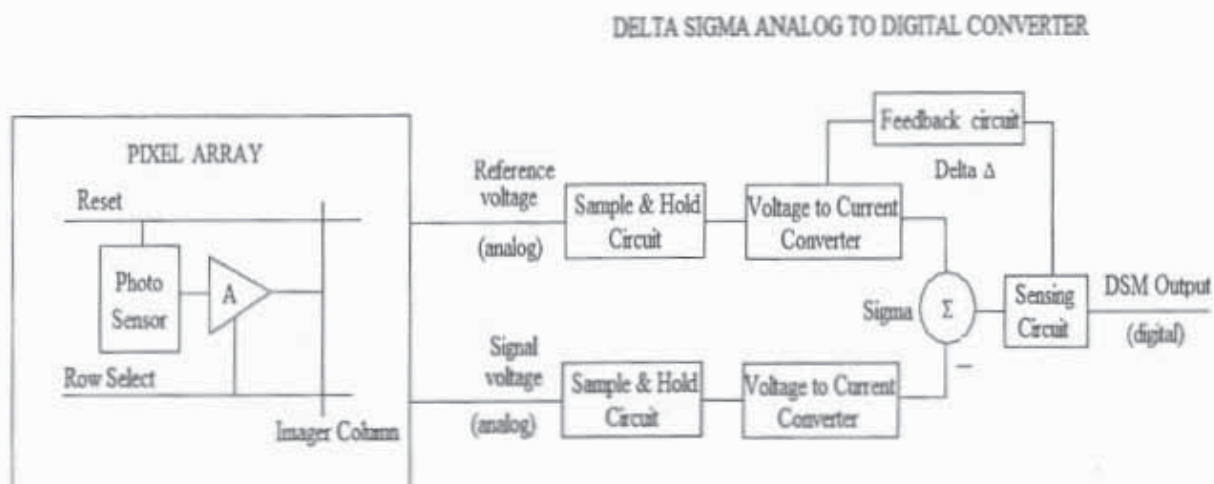 DELTA SIGMA ANALOG TO DIGITAL CONVERTER
PIXEL ARRAY
Reset
Photo
Sensor
A
Row Select
Imager Column
Reference
voltage
(analog)
Sample & Hold
Circuit
Voltage to Current
Converter
Feedback circuit
Delta Δ
Sigma
Σ
Sensing
Circuit
DSM Output
(digital)
Signal
voltage
(analog)
Sample & Hold
Circuit
Voltage to Current
Converter
–